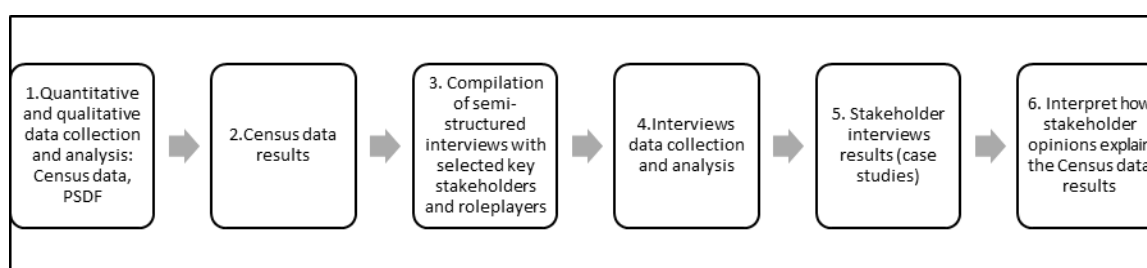 1.Quantitative
and qualitative
data collection
and analysis:
Census data,
PSDF
2.Census data
results
3. Compilation
of semi-
structured
interviews with
selected key
stakeholders
and roleplayers
4.Interviews
data collection
and analysis
5. Stakeholder
interviews
results (case
studies)
6. Interpret how
stakeholder
opinions explain
the Census data
results